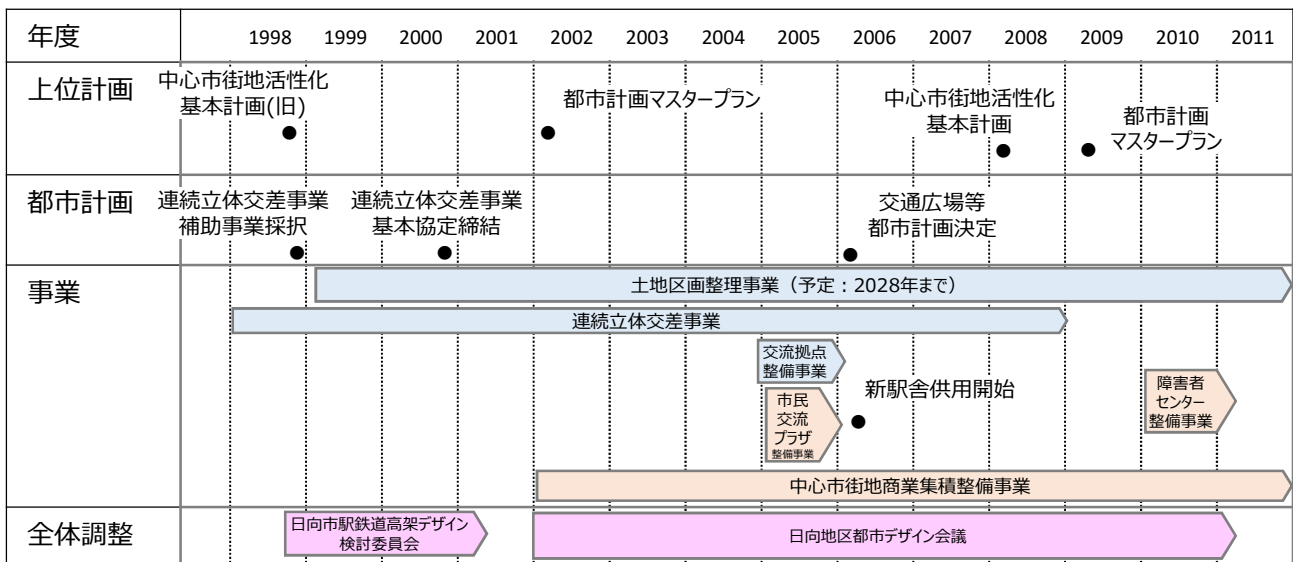 年度
1998 1999 2000 2001 2002 2003 2004 2005 2006 2007 2008 2009 2010 2011
上位計画
中心市街地活性化
基本計画(旧)
都市計画マスタープラン
中心市街地活性化
基本計画
都市計画
マスタープラン
都市計画
連続立体交差事業
補助事業採択
連続立体交差事業
基本協定締結
交通広場等
都市計画決定
事業
土地区画整理事業（予定：2028年まで）
連続立体交差事業
交流拠点
整備事業
市民
交流
プラザ
整備事業
新駅舎供用開始
障害者
センター
整備事業
中心市街地商業集積整備事業
全体調整
日向市駅鉄道高架デザイン
検討委員会
日向地区都市デザイン会議